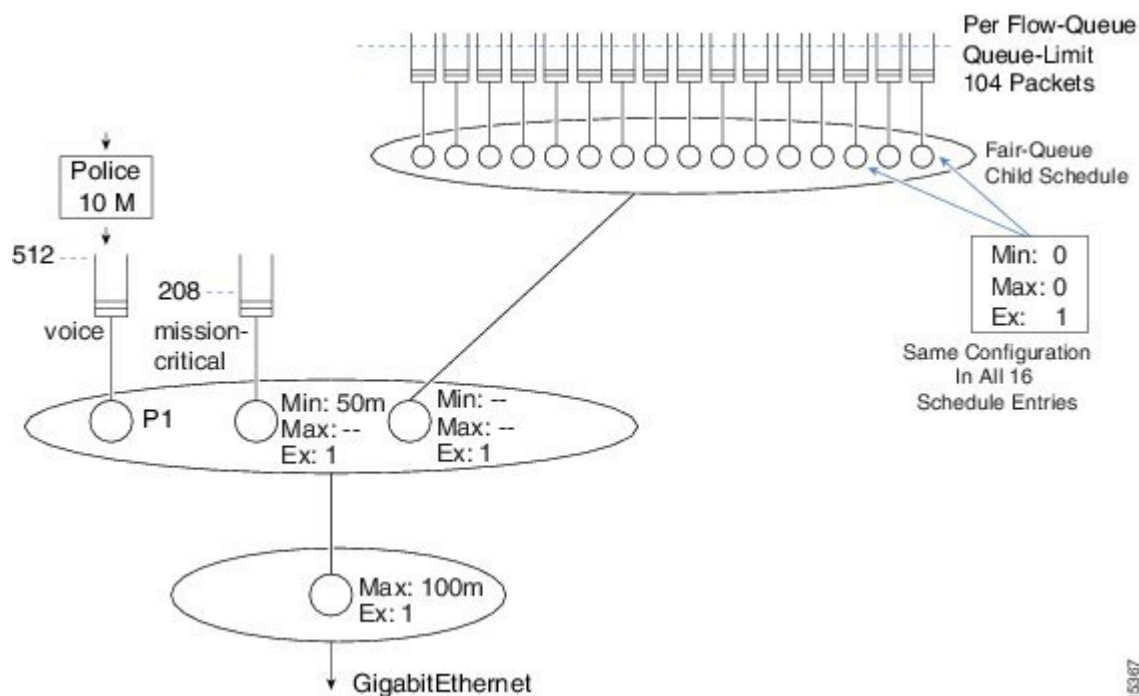 Per Flow-Queue
Queue-Limit
104 Packets
Fair-Queue
Child Schedule
Police
10 M
Min: 0
Max: 0
Ex: 1
Same Configuration
In All 16
Schedule Entries
512
208
voice
mission-
critical
P1
Min: 50m
Max: --
Ex: 1
Min: --
Max: --
Ex: 1
Max: 100m
Ex: 1
GigabitEthernet